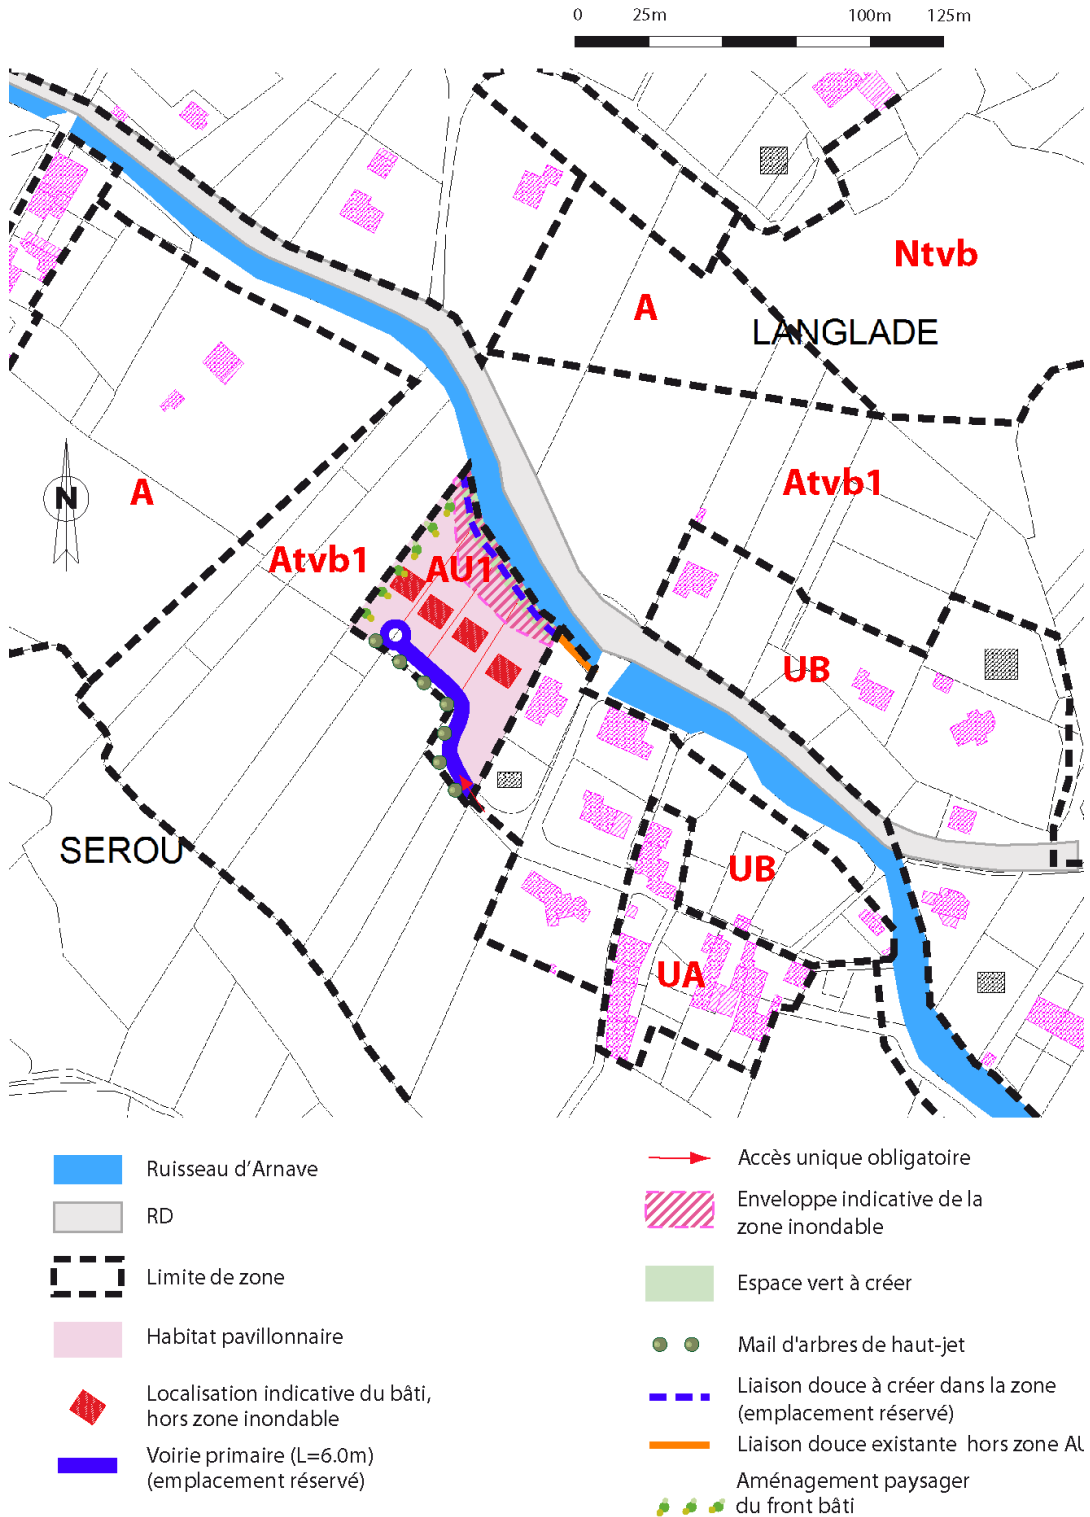 0 25m 100m 125m
Ntvb
A
LANGLADE
Atvb1
A
N
Atvb1
AU1
UB
SEROU
UB
UA
Ruisseau d'Arnave
RD
Limite de zone
Habitat pavillonnaire
Localisation indicative du bâti,
hors zone inondable
Voirie primaire (L=6.0m)
(emplacement réservé)
Accès unique obligatoire
Enveloppe indicative de la
zone inondable
Espace vert à créer
Mail d'arbres de haut-jet
Liaison douce à créer dans la zone
(emplacement réservé)
Liaison douce existante hors zone AU
Aménagement paysager
du front bâti